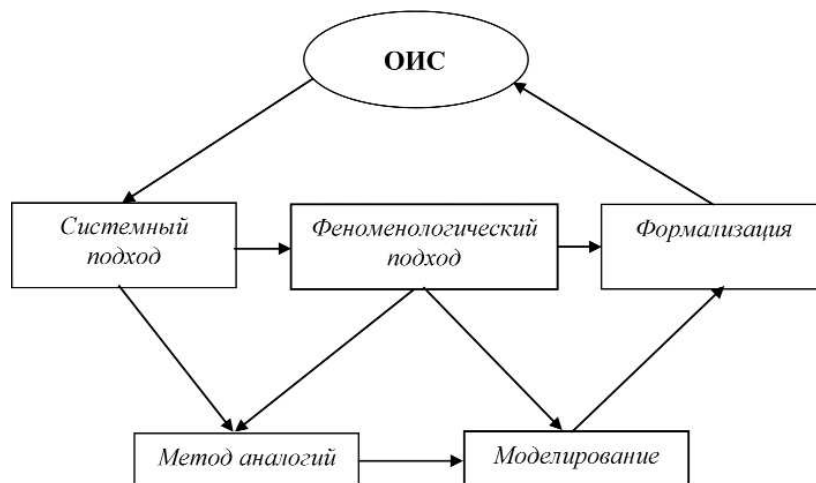 ОИС
Системный
подход
Феноменологический
подход
Формализация
Метод аналогий
Моделирование